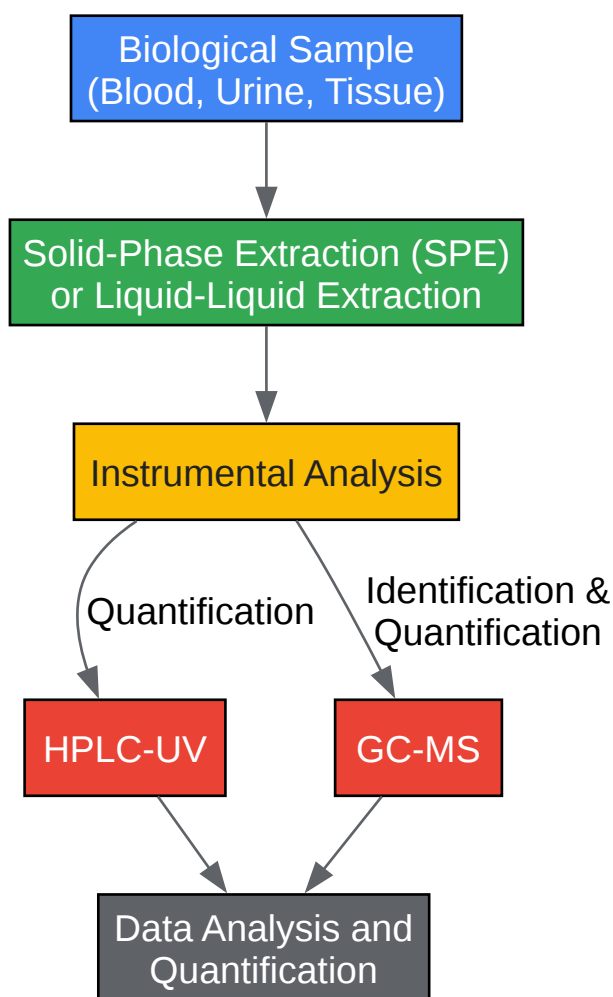 Biological Sample
(Blood, Urine, Tissue)
Solid-Phase Extraction (SPE)
or Liquid-Liquid Extraction
Instrumental Analysis
Quantification
Identification &
Quantification
HPLC-UV
GC-MS
Data Analysis and
Quantification